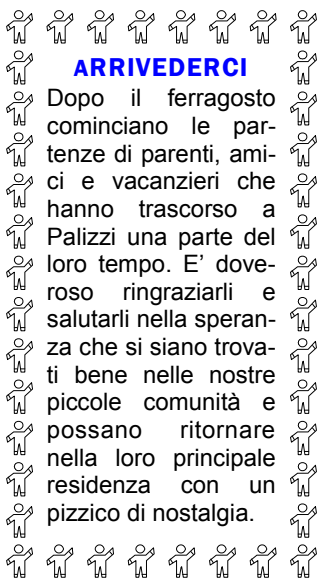 ARRIVEDERCI
Dopo il ferragosto
cominciano le par-
tenze di parenti, ami-
ci e vacanzieri che
hanno trascorso a
Palizzi una parte del
loro tempo. E' dove-
roso ringraziarli e
salutarli nella speran-
za che si siano trova-
ti bene nelle nostre
piccole comunità e
possano ritornare
nella loro principale
residenza con un
pizzico di nostalgia.